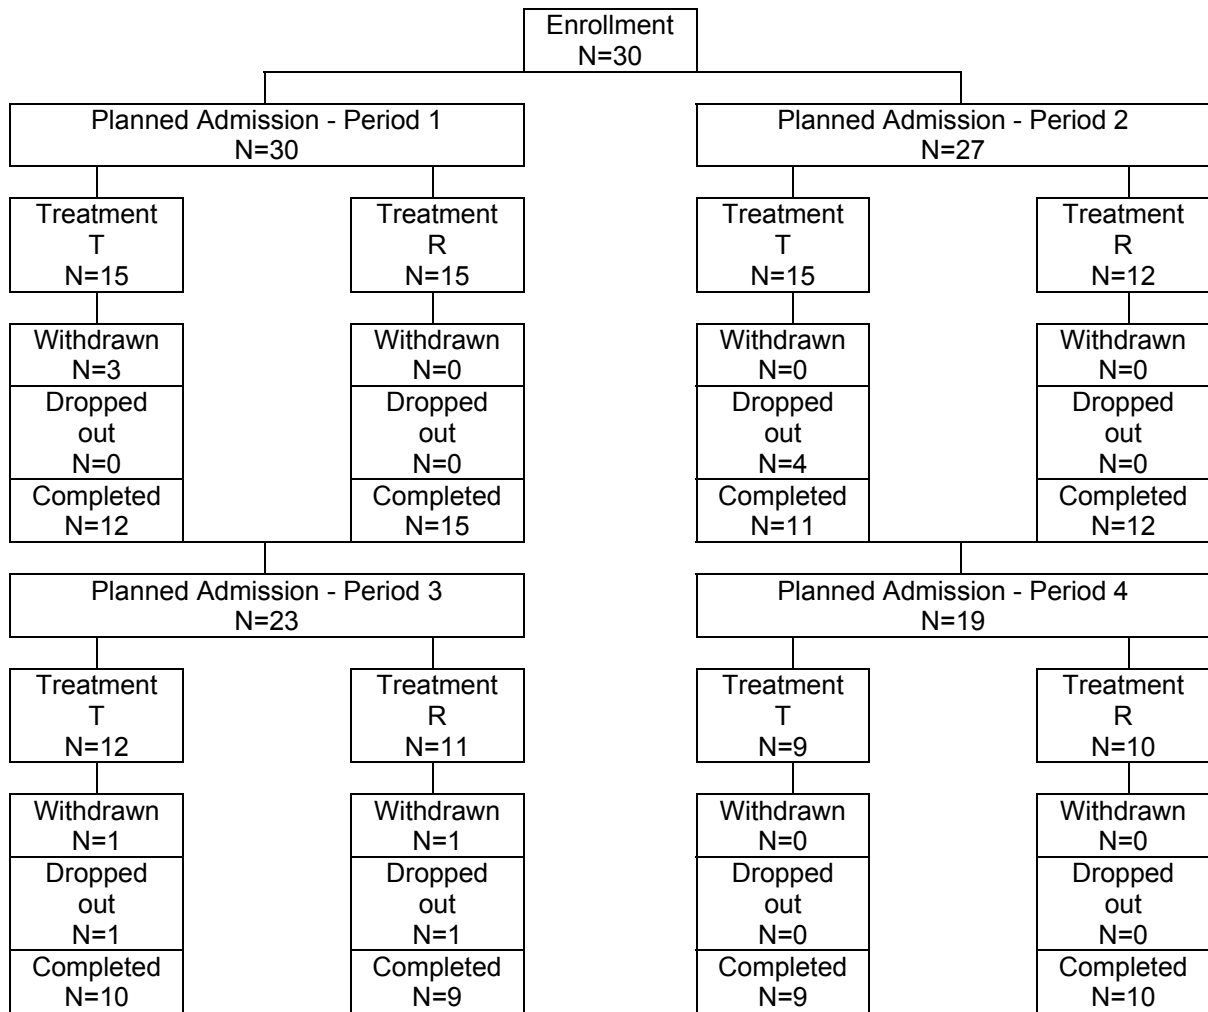 Enrollment
N=30
Planned Admission - Period 1
N=30
Planned Admission - Period 2
N=27
Treatment
T
N=15
Treatment
R
N=15
Treatment
T
N=15
Treatment
R
N=12
Withdrawn
N=3
Dropped
out
N=0
Completed
N=12
Withdrawn
N=0
Dropped
out
N=0
Completed
N=15
Withdrawn
N=0
Dropped
out
N=4
Completed
N=11
Withdrawn
N=0
Dropped
out
N=0
Completed
N=12
Planned Admission - Period 3
N=23
Planned Admission - Period 4
N=19
Treatment
T
N=12
Treatment
R
N=11
Treatment
T
N=9
Treatment
R
N=10
Withdrawn
N=1
Dropped
out
N=1
Completed
N=10
Withdrawn
N=1
Dropped
out
N=1
Completed
N=9
Withdrawn
N=0
Dropped
out
N=0
Completed
N=9
Withdrawn
N=0
Dropped
out
N=0
Completed
N=10